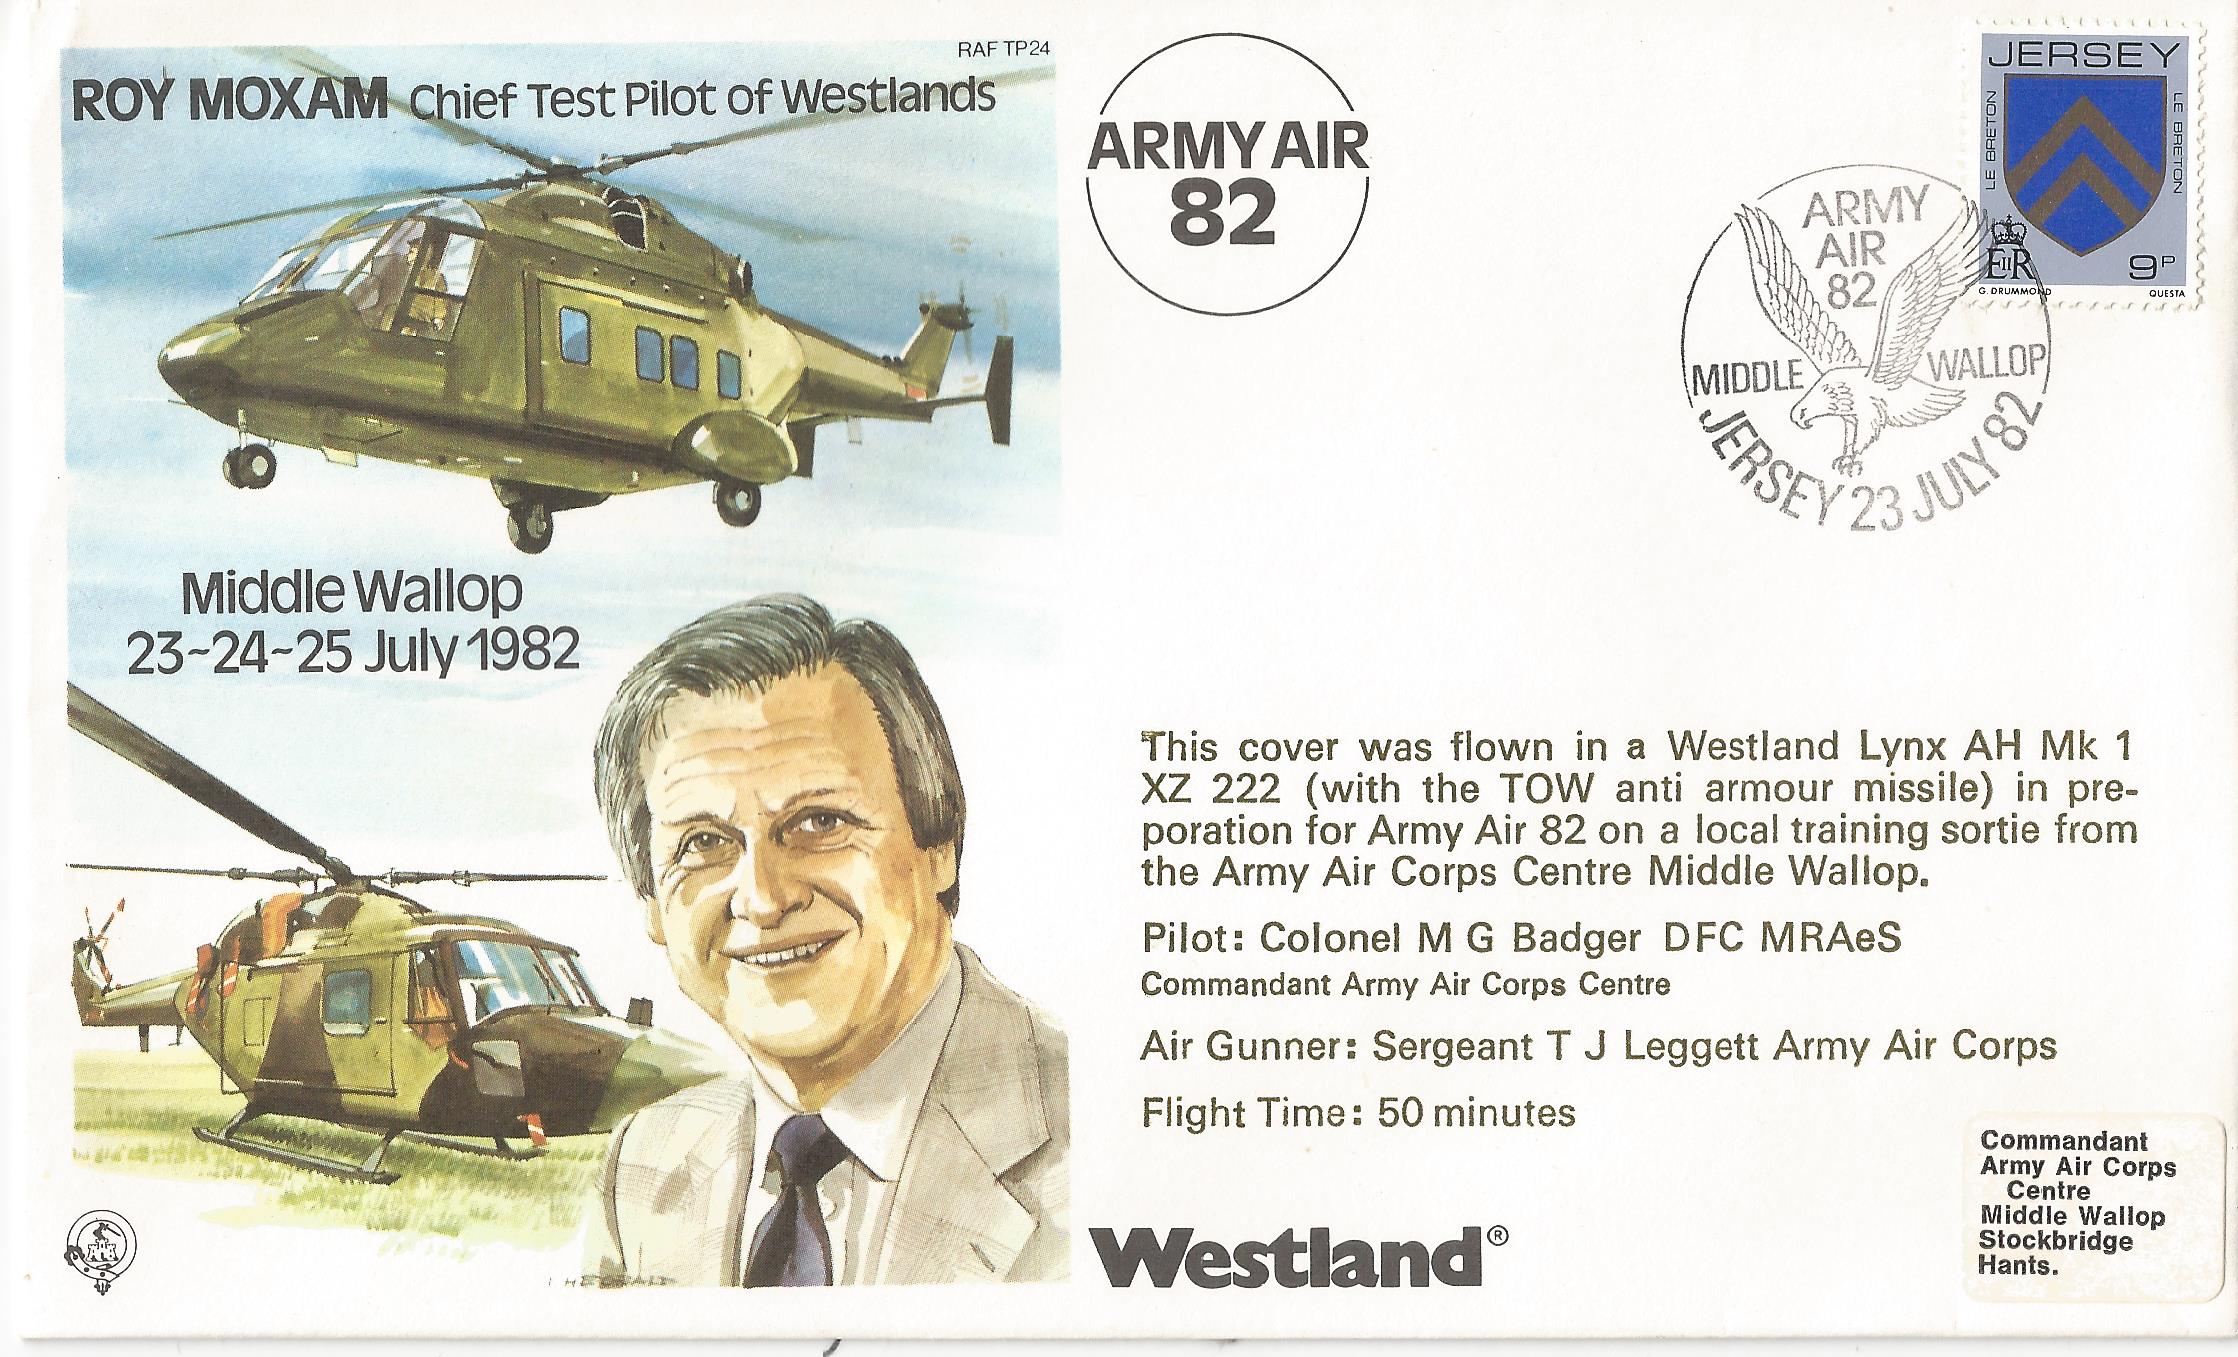 RAF TP24
ROY MOXAM Chief Test Pilot of Westlands
Middle Wallop
23~24~25 July 1982
ARMY AIR
82
JERSEY
LE BRETON
LE BRETON
EIIR
9P
G. DRUMMOND
QUESTA
ARMY
AIR
82
MIDDLE WALLOP
JERSEY 23 JULY 82
This cover was flown in a Westland Lynx AH Mk 1
XZ 222 (with the TOW anti armour missile) in pre-
poration for Army Air 82 on a local training sortie from
the Army Air Corps Centre Middle Wallop.
Pilot: Colonel M G Badger DFC MRAeS
Commandant Army Air Corps Centre
Air Gunner: Sergeant T J Leggett Army Air Corps
Flight Time: 50 minutes
Westland®
Commandant
Army Air Corps
Centre
Middle Wallop
Stockbridge
Hants.